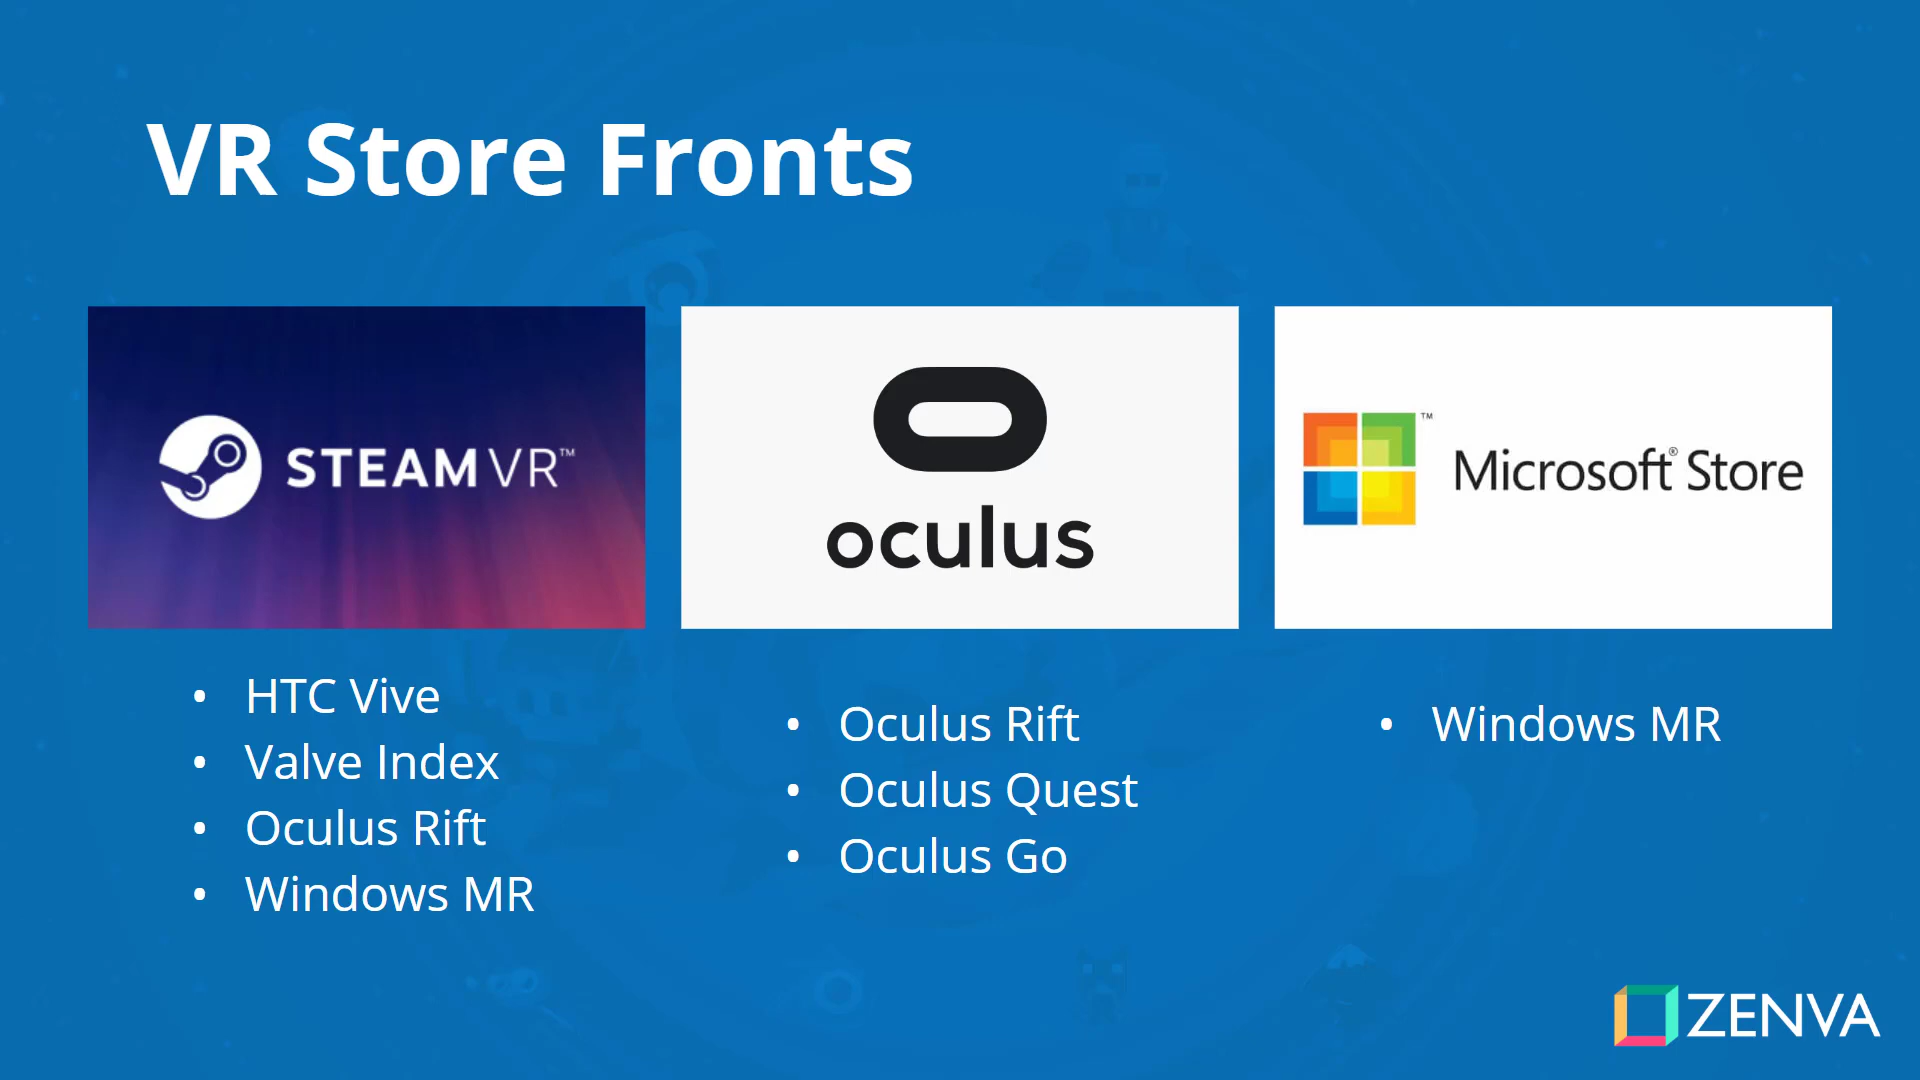 VR Store Fronts
STEAMVR™
oculus
™
Microsoft® Store
• HTC Vive
• Valve Index
• Oculus Rift
• Windows MR
• Oculus Rift
• Oculus Quest
• Oculus Go
• Windows MR
ZENVA